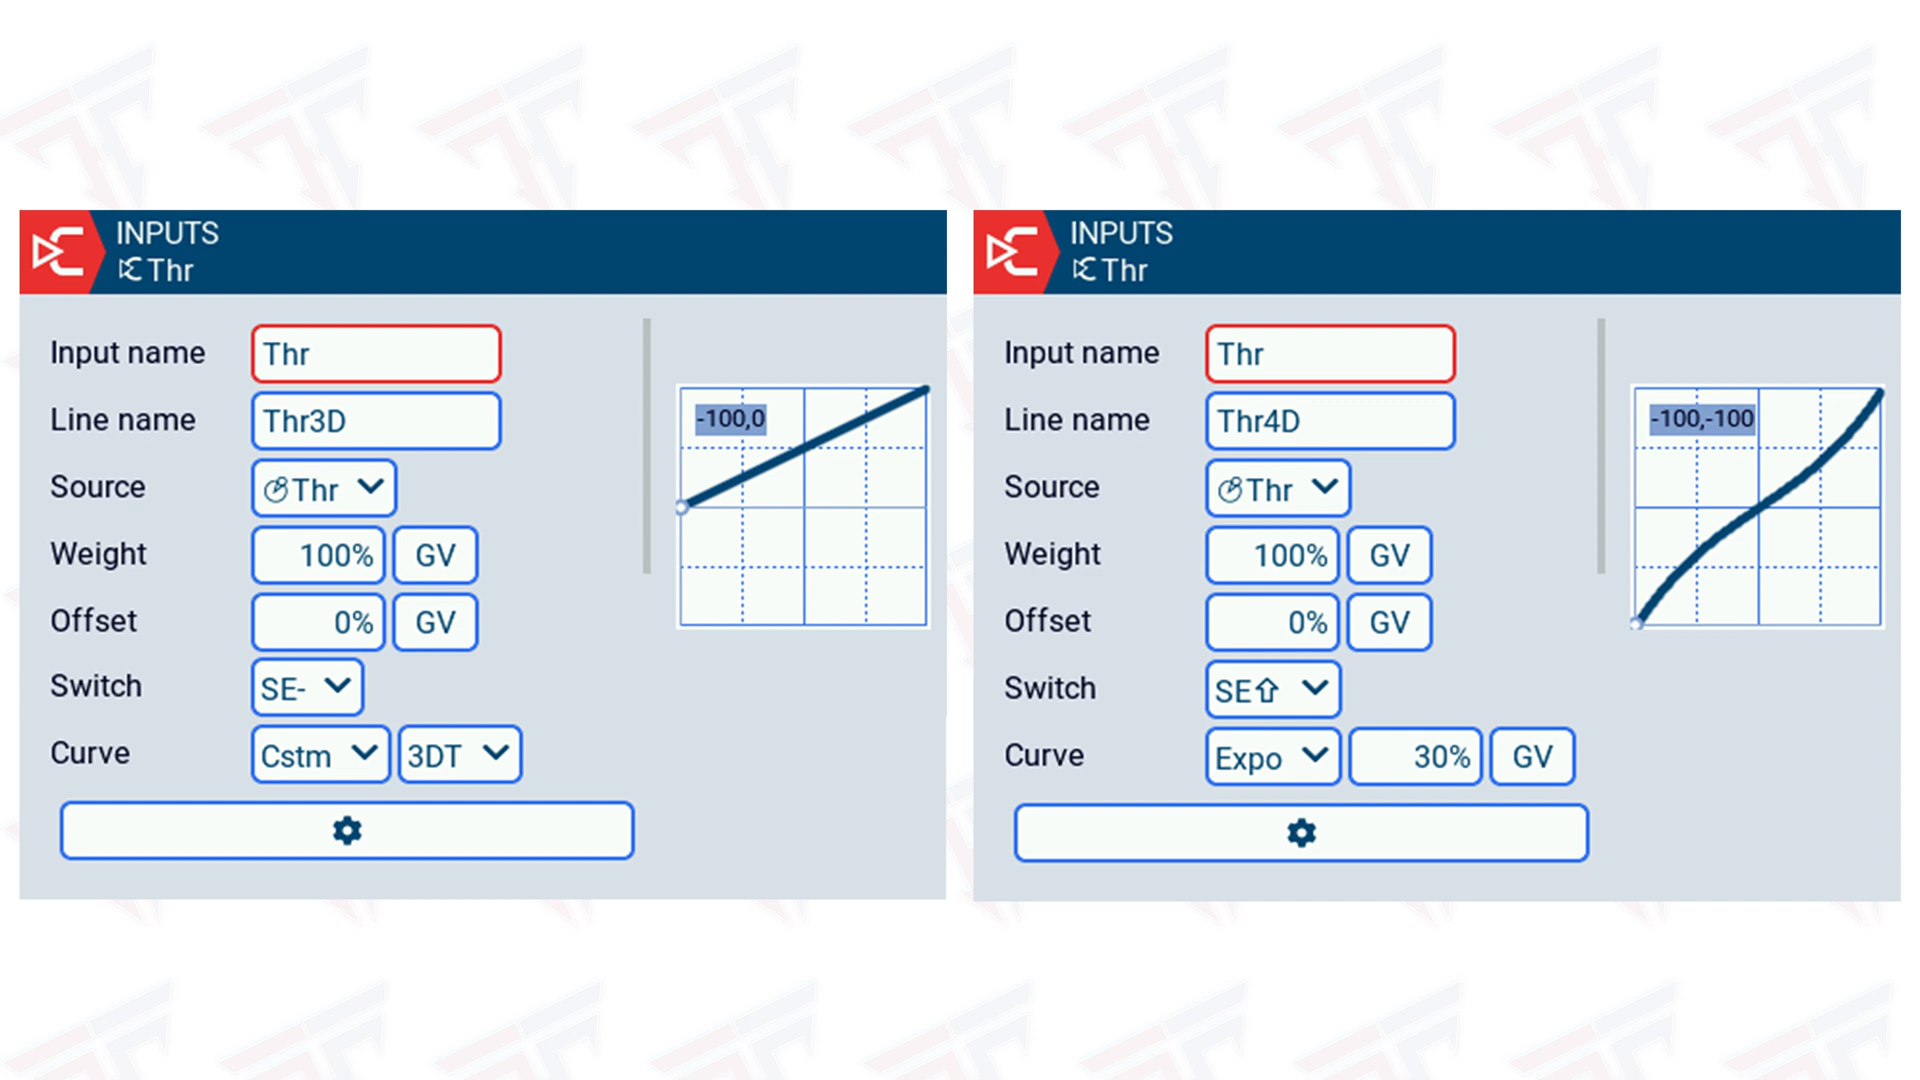 INPUTS
Thr
Input name Thr
Line name Thr3D
Source Thr
Weight 100% GV
Offset 0% GV
Switch SE-
Curve Cstm 3DT
-100,0
INPUTS
Thr
Input name Thr
Line name Thr4D
Source Thr
Weight 100% GV
Offset 0% GV
Switch SE⇧
Curve Expo 30% GV
-100,-100